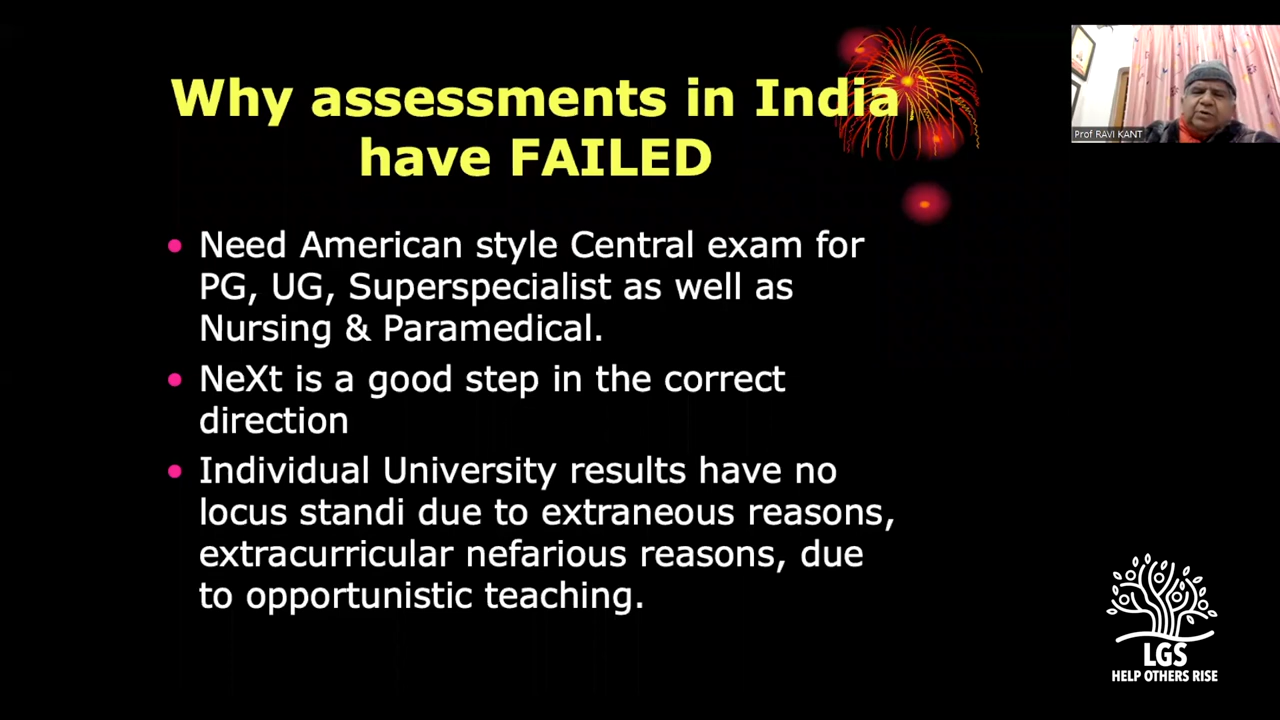 Why assessments in India
have FAILED
Prof RAVI KANT
• Need American style Central exam for
PG, UG, Superspecialist as well as
Nursing & Paramedical.
• NeXt is a good step in the correct
direction
• Individual University results have no
locus standi due to extraneous reasons,
extracurricular nefarious reasons, due
to opportunistic teaching.
LGS
HELP OTHERS RISE